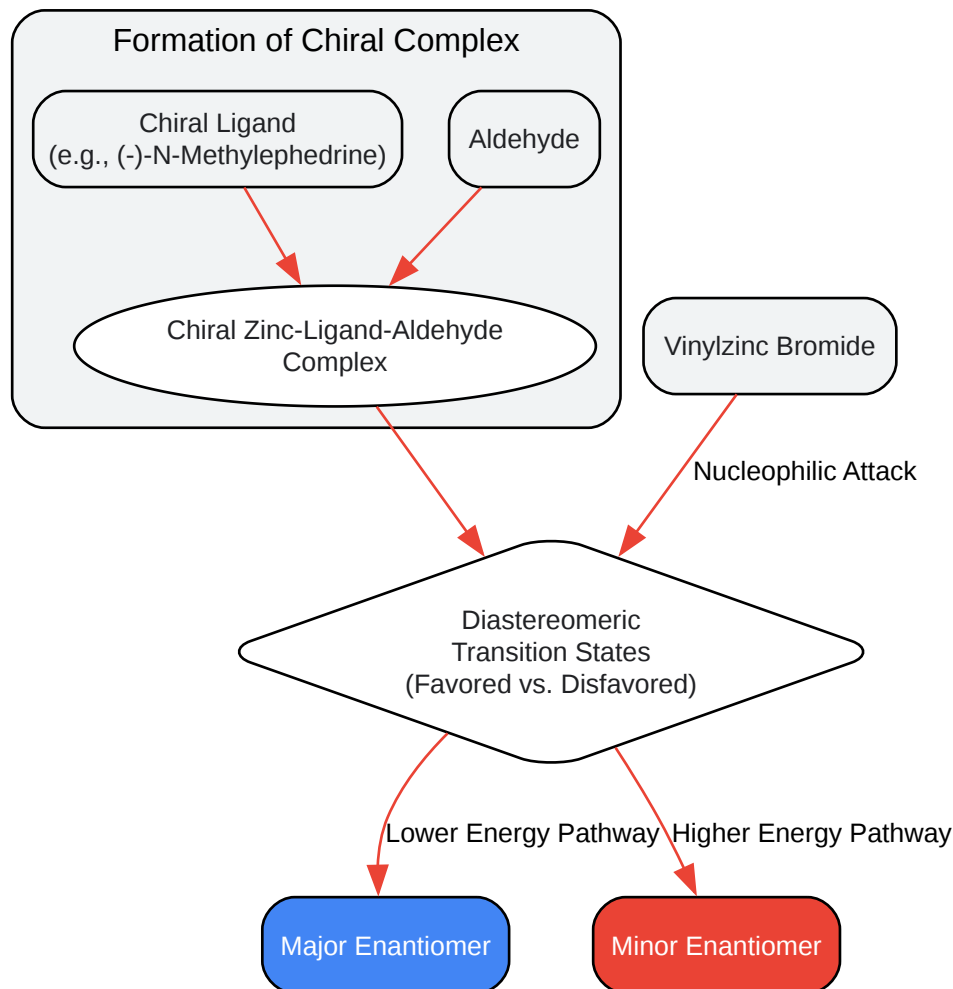 Formation of Chiral Complex
Chiral Ligand
(e.g., (-)-N-Methylephedrine)
Aldehyde
Chiral Zinc-Ligand-Aldehyde
Complex
Vinylzinc Bromide
Nucleophilic Attack
Diastereomeric
Transition States
(Favored vs. Disfavored)
Lower Energy Pathway
Higher Energy Pathway
Major Enantiomer
Minor Enantiomer